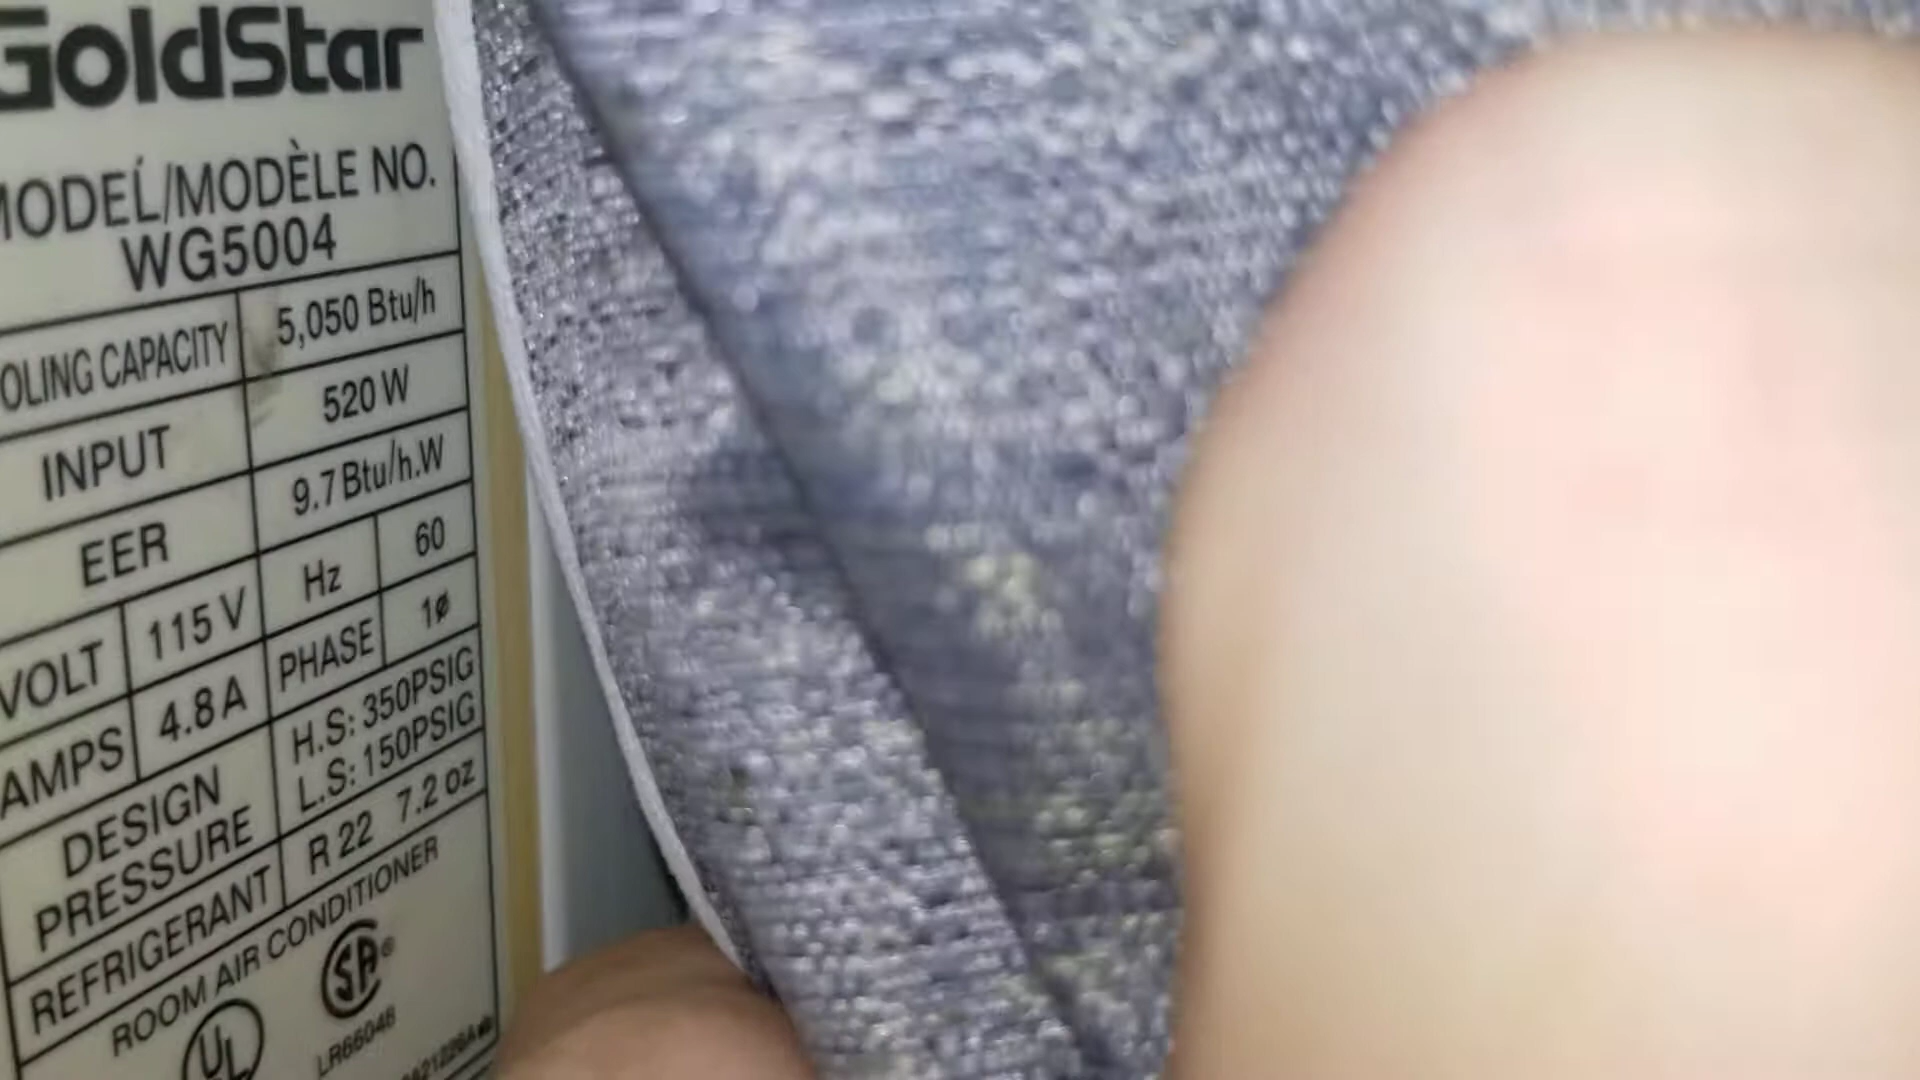 GoldStar
MODEL/MODÈLE NO.
WG5004
COOLING CAPACITY 5,050 Btu/h
INPUT 520 W
EER 9.7 Btu/h.W
VOLT 115 V Hz 60
AMPS 4.8 A PHASE 1ø
DESIGN PRESSURE H.S: 350PSIG
L.S: 150PSIG
REFRIGERANT R 22 7.2 oz
ROOM AIR CONDITIONER
UL SA ®
LR66046